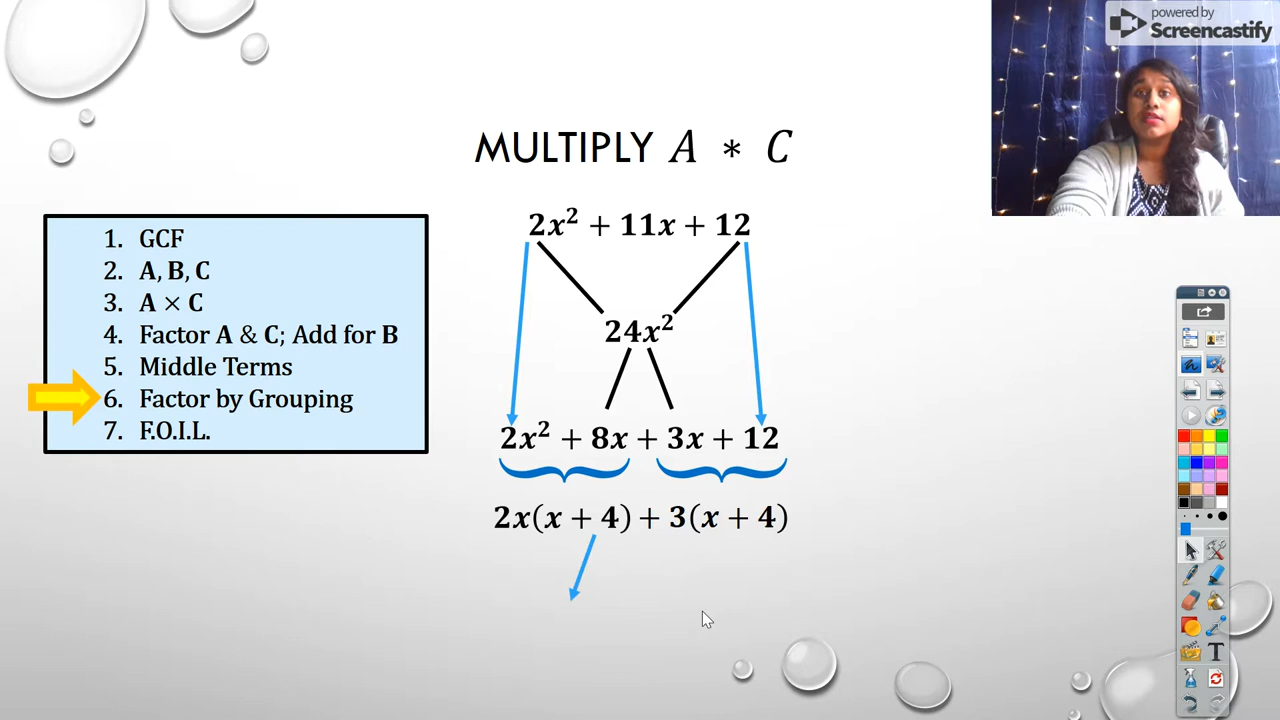 powered by
Screencastify
MULTIPLY A ∗ C
1. GCF
2. A, B, C
3. A × C
4. Factor A & C; Add for B
5. Middle Terms
6. Factor by Grouping
7. F.O.I.L.
2x² + 11x + 12
24x²
2x² + 8x + 3x + 12
2x(x + 4) + 3(x + 4)
T